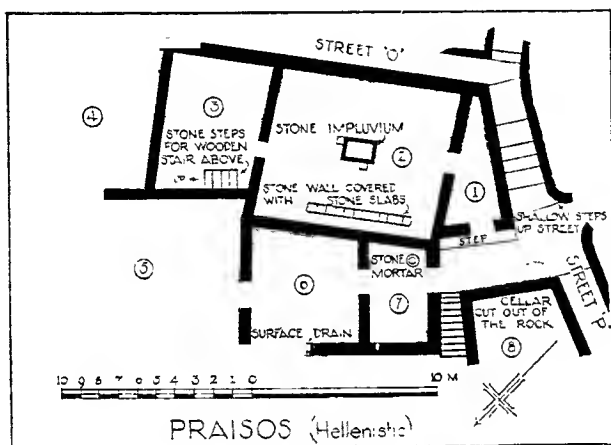 STREET 'O'
4
3
STONE STEPS
FOR WOODEN
STAIR ABOVE
UP
STONE IMPLUVIUM
2
1
STONE WALL COVERED
WITH STONE SLABS
SHALLOW STEPS
UP STREET
STEP
STONE
MORTAR
5
6
7
CELLAR
CUT OUT OF
THE ROCK
8
STREET 'P'
SURFACE DRAIN
10 9 8 7 6 5 4 3 2 1 0 10 M
PRAISOS (Hellenistic)